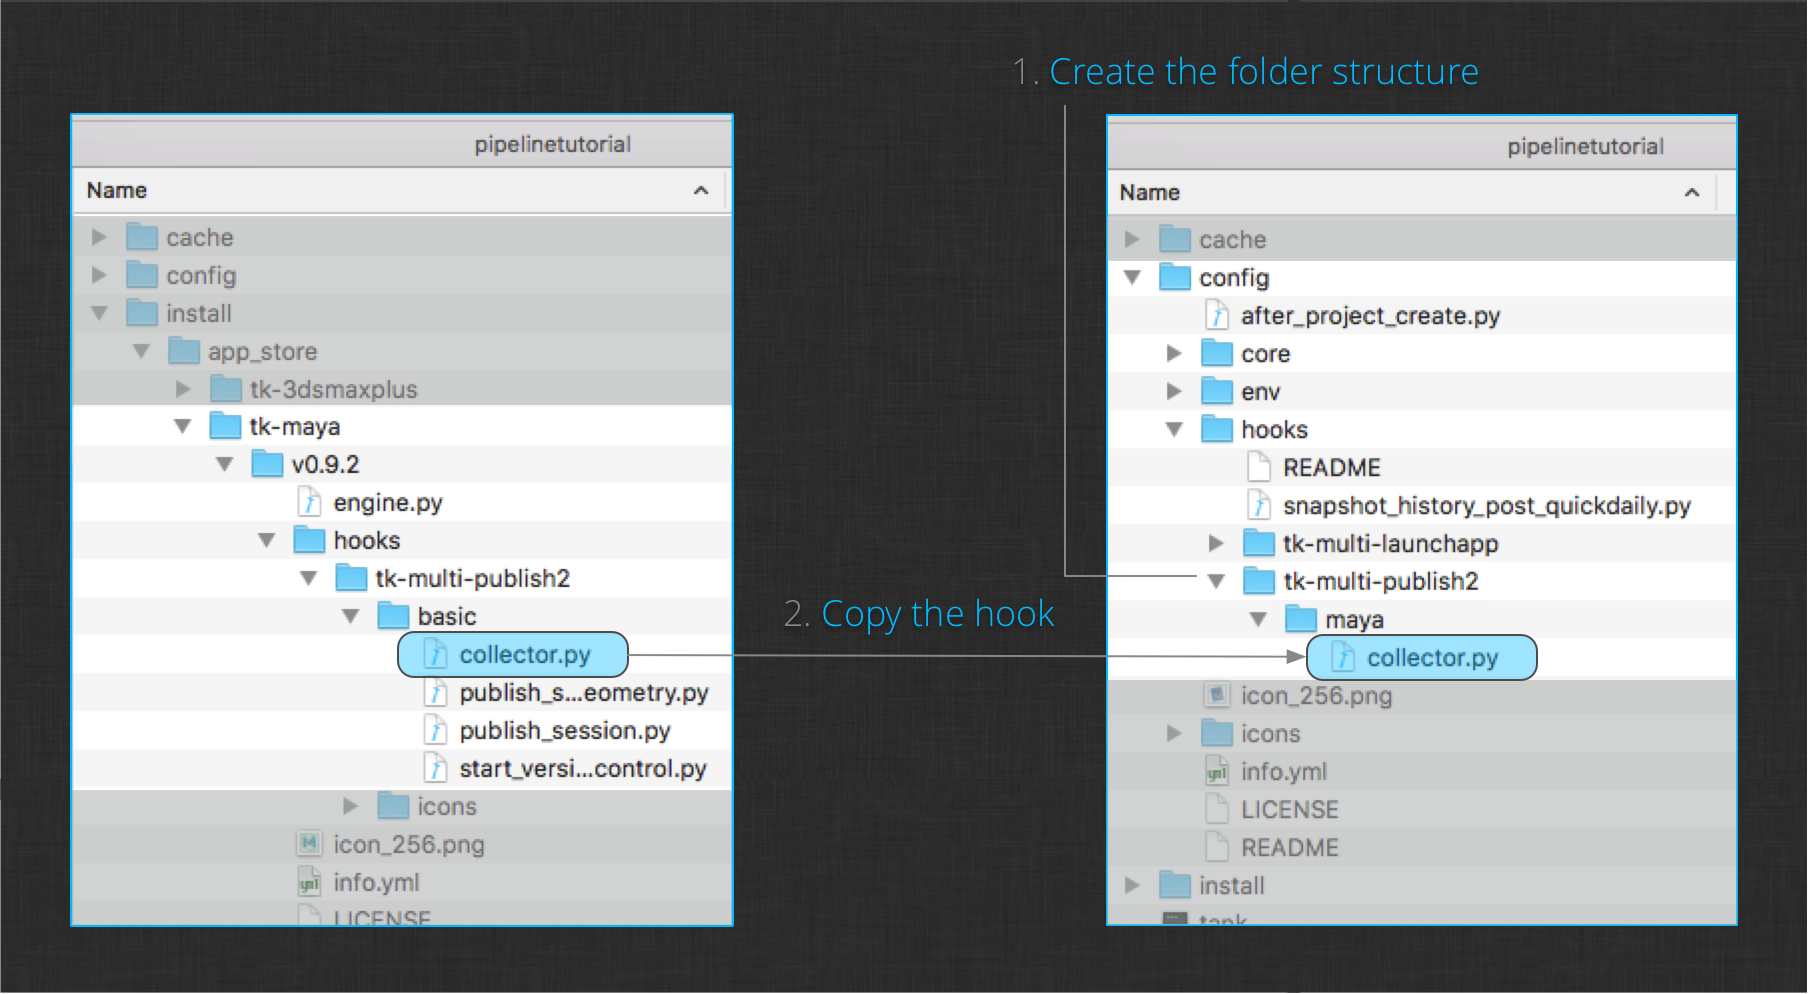 1. Create the folder structure
pipelinetutorial
Name
cache
config
install
app_store
tk-3dsmaxplus
tk-maya
v0.9.2
engine.py
hooks
tk-multi-publish2
basic
collector.py
publish_s...eometry.py
publish_session.py
start_versi...control.py
icons
icon_256.png
info.yml
LICENSE
2. Copy the hook
pipelinetutorial
Name
cache
config
after_project_create.py
core
env
hooks
README
snapshot_history_post_quickdaily.py
tk-multi-launchapp
tk-multi-publish2
maya
collector.py
icon_256.png
icons
info.yml
LICENSE
README
install
tank